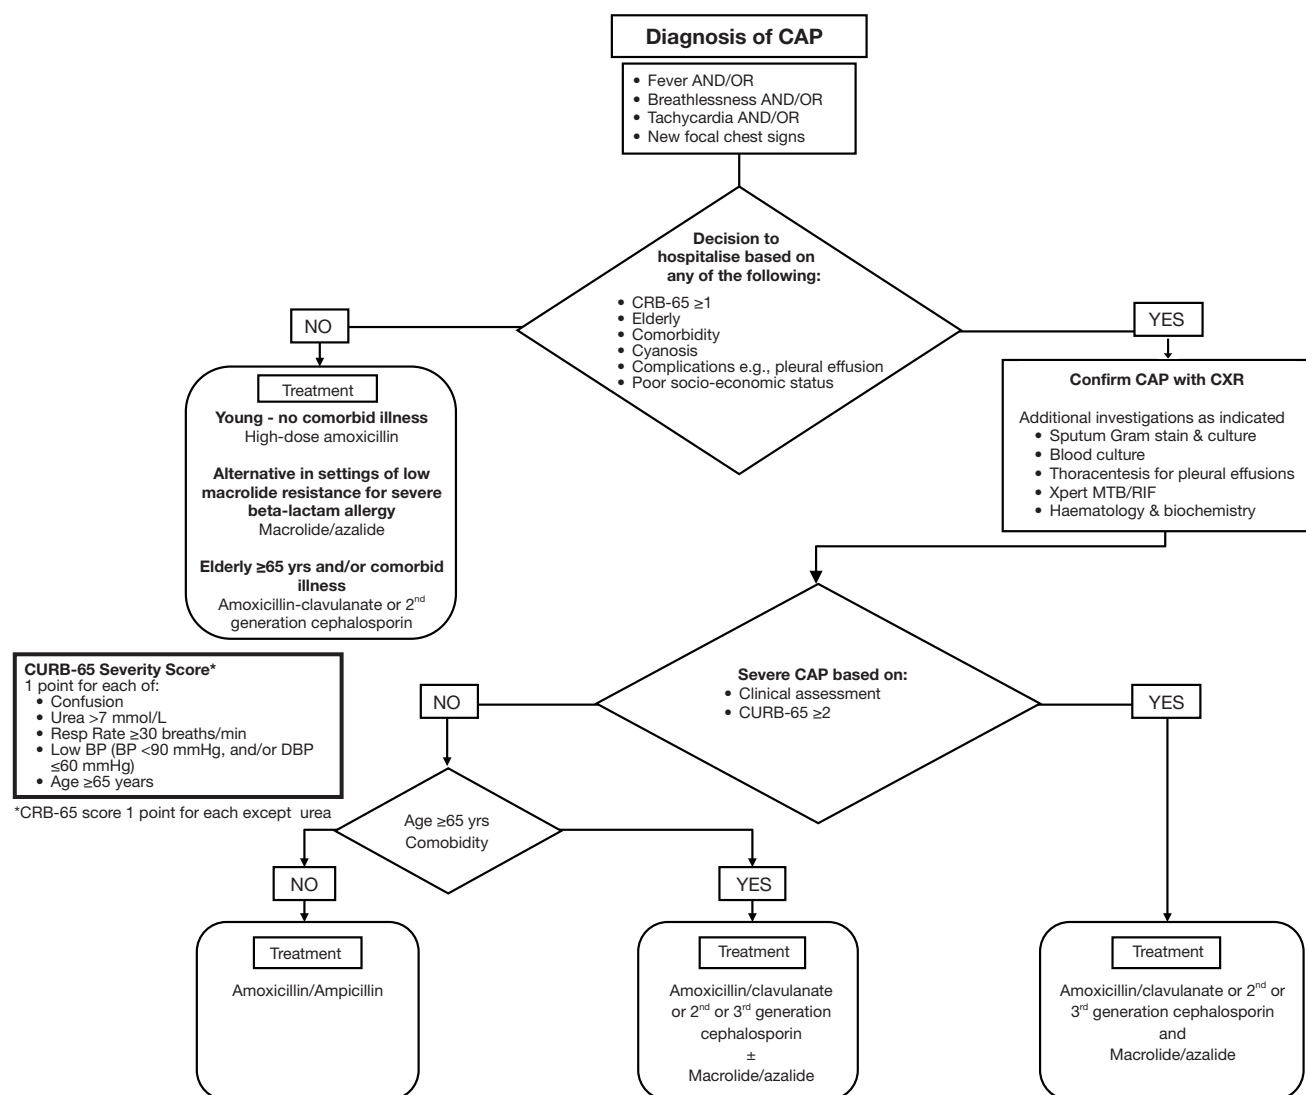 Diagnosis of CAP
• Fever AND/OR
• Breathlessness AND/OR
• Tachycardia AND/OR
• New focal chest signs
Decision to
hospitalise based on
any of the following:
• CRB-65 ≥1
• Elderly
• Comorbidity
• Cyanosis
• Complications e.g., pleural effusion
• Poor socio-economic status
NO
YES
Treatment
Young - no comorbid illness
High-dose amoxicillin
Alternative in settings of low
macrolide resistance for severe
beta-lactam allergy
Macrolide/azalide
Elderly ≥65 yrs and/or comorbid
illness
Amoxicillin-clavulanate or 2nd
generation cephalosporin
Confirm CAP with CXR
Additional investigations as indicated
• Sputum Gram stain & culture
• Blood culture
• Thoracentesis for pleural effusions
• Xpert MTB/RIF
• Haematology & biochemistry
CURB-65 Severity Score*
1 point for each of:
• Confusion
• Urea >7 mmol/L
• Resp Rate ≥30 breaths/min
• Low BP (BP <90 mmHg, and/or DBP
≤60 mmHg)
• Age ≥65 years
*CRB-65 score 1 point for each except urea
Severe CAP based on:
• Clinical assessment
• CURB-65 ≥2
NO
YES
Age ≥65 yrs
Comobidity
NO
YES
Treatment
Amoxicillin/Ampicillin
Treatment
Amoxicillin/clavulanate
or 2nd or 3rd generation
cephalosporin
±
Macrolide/azalide
Treatment
Amoxicillin/clavulanate or 2nd or
3rd generation cephalosporin
and
Macrolide/azalide